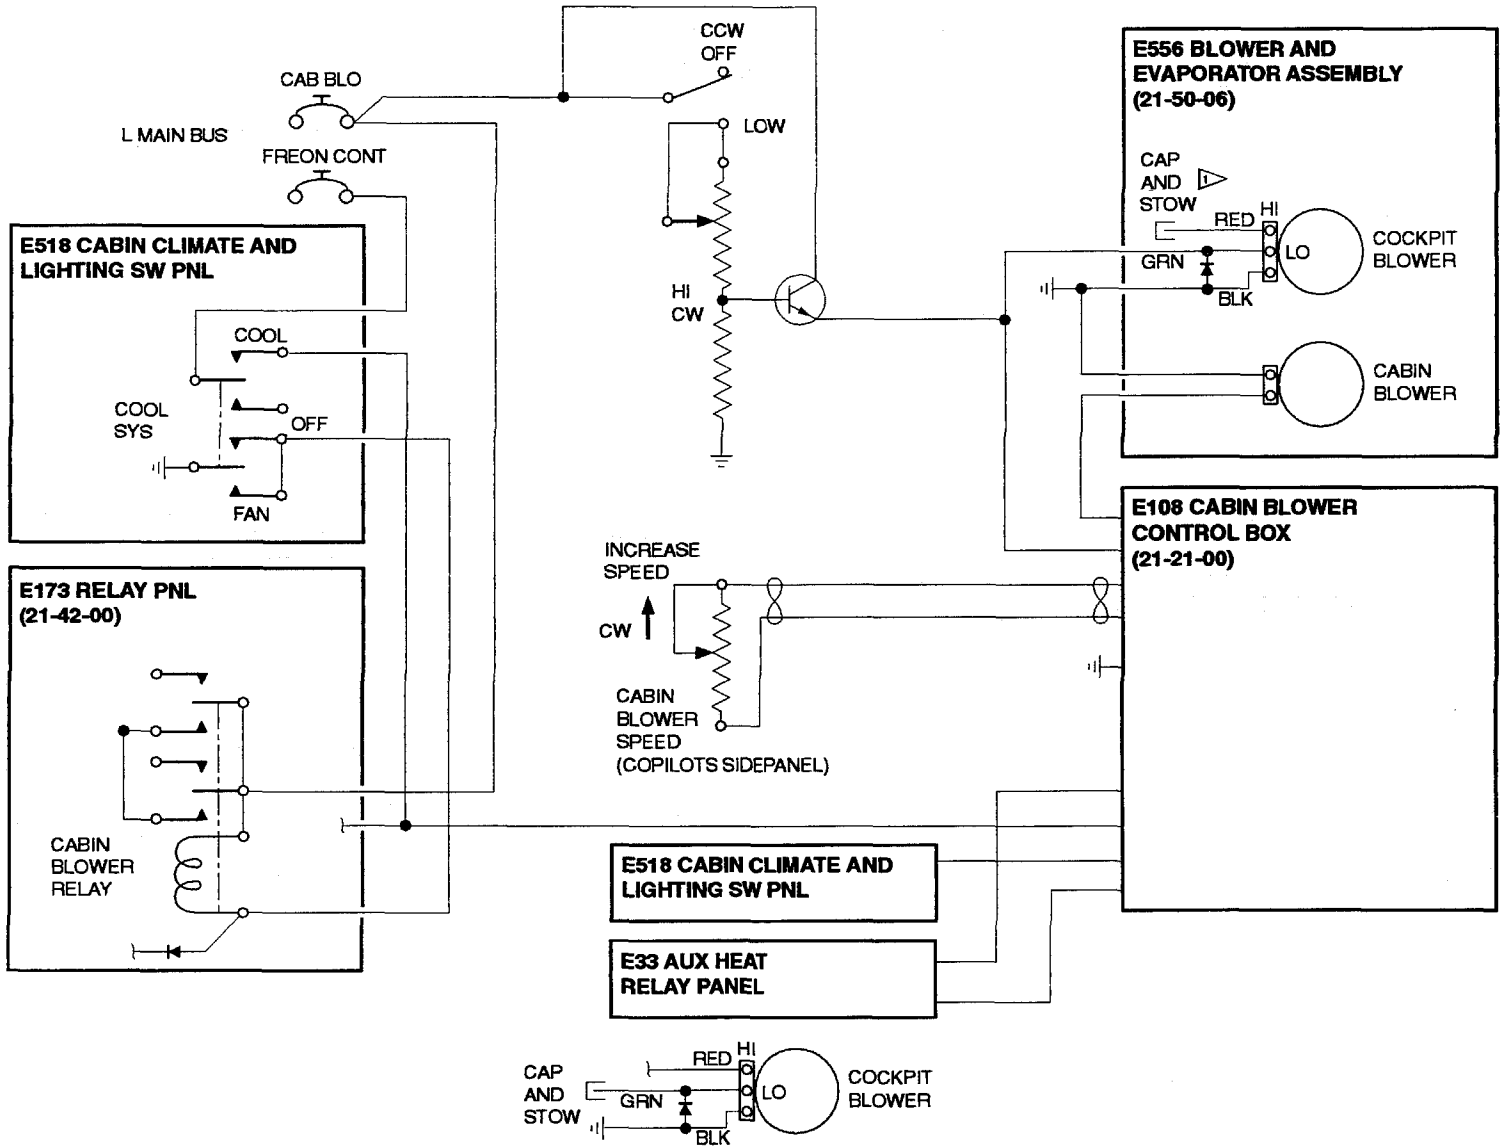 CCW
OFF
CAB BLO
L MAIN BUS
LOW
FREON CONT
HI
CW
E518 CABIN CLIMATE AND
LIGHTING SW PNL
COOL
COOL
SYS
OFF
FAN
E173 RELAY PNL
(21-42-00)
CABIN
BLOWER
RELAY
INCREASE
SPEED
CW
CABIN
BLOWER
SPEED
(COPILOTS SIDEPANEL)
E556 BLOWER AND
EVAPORATOR ASSEMBLY
(21-50-06)
CAP
AND
STOW
1
RED
HI
GRN
LO
BLK
COCKPIT
BLOWER
CABIN
BLOWER
E108 CABIN BLOWER
CONTROL BOX
(21-21-00)
E518 CABIN CLIMATE AND
LIGHTING SW PNL
E33 AUX HEAT
RELAY PANEL
CAP
AND
STOW
RED
HI
GRN
LO
BLK
COCKPIT
BLOWER